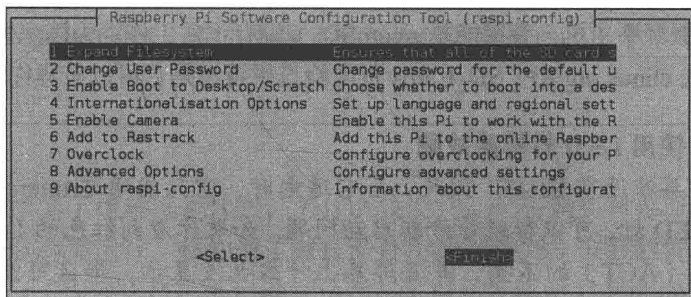 Raspberry Pi Software Configuration Tool (raspi-config)
1 Expand Filesystem Ensures that all of the SD card s
2 Change User Password Change password for the default u
3 Enable Boot to Desktop/Scratch Choose whether to boot into a des
4 Internationalisation Options Set up language and regional sett
5 Enable Camera Enable this Pi to work with the R
6 Add to Rastrack Add this Pi to the online Raspber
7 Overclock Configure overclocking for your P
8 Advanced Options Configure advanced settings
9 About raspi-config Information about this configurat
<Select> <Finish>